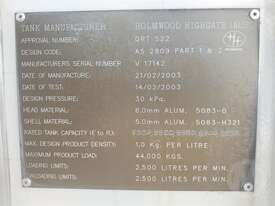 TANK MANUFACTURER HOLMWOOD HIGHGATE
APPROVAL NUMBER: QRT 522
DESIGN CODE: AS 2809 PART 1 & 2
MANUFACTURERS SERIAL NUMBER V 17142
DATE OF MANUFACTURE: 21/02/2003
DATE OF TEST: 14/02/2003
DESIGN PRESSURE: 30 kPa.
HEAD MATERIAL: 6.0mm ALUM. 5083-0
SHELL MATERIAL: 5.0mm ALUM. 5083-H321
RATED TANK CAPACITY (F to R):
MAX. DESIGN PRODUCT DENSITY: 1.0 Kg. PER LITRE
MAXIMUM PRODUCT LOAD: 44,000 KGS.
LOADING LIMITS: 2,500 LITRES PER MIN.
UNLOADING LIMITS: 2,500 LITRES PER MIN.